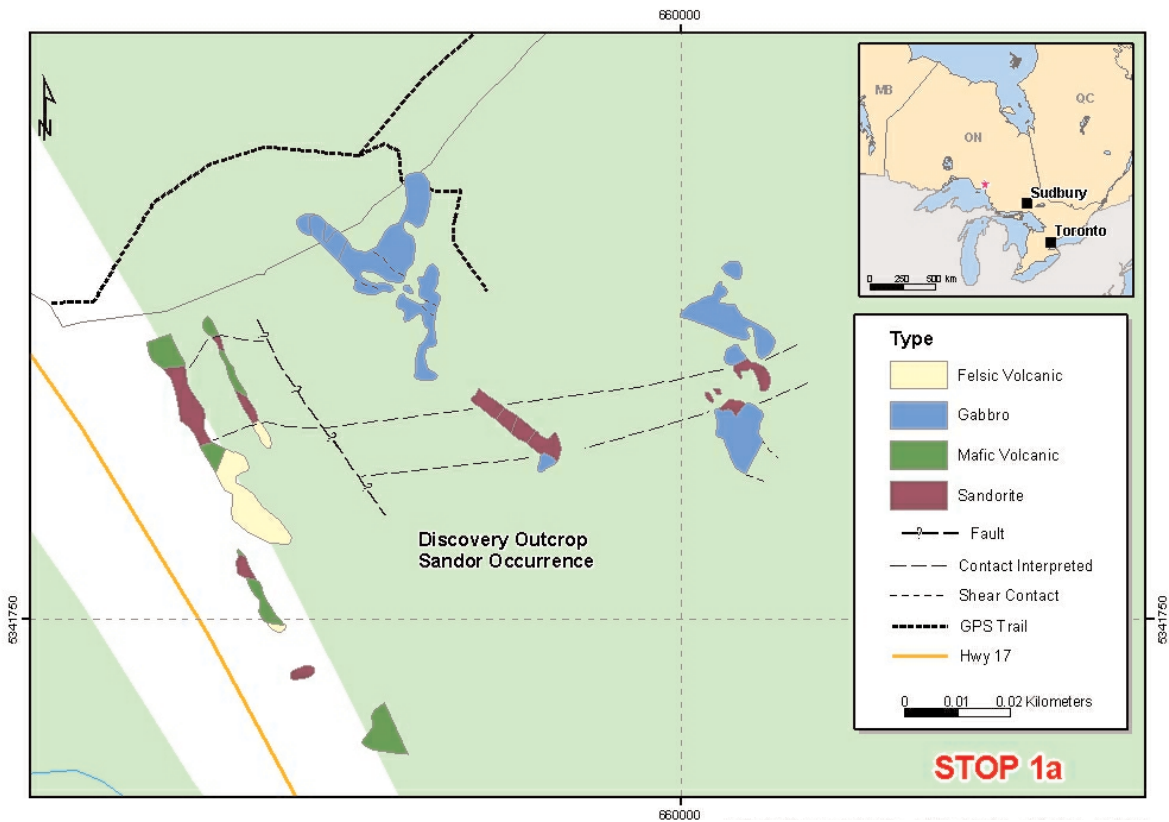 660000
N
MB
ON
QC
Sudbury
Toronto
0 250 500 km
Type
Felsic Volcanic
Gabbro
Mafic Volcanic
Sandorite
? Fault
Contact Interpreted
Shear Contact
GPS Trail
Hwy 17
0 0.01 0.02 Kilometers
?
?
?
?
Discovery Outcrop
Sandor Occurrence
5341750
5341750
STOP 1a
660000